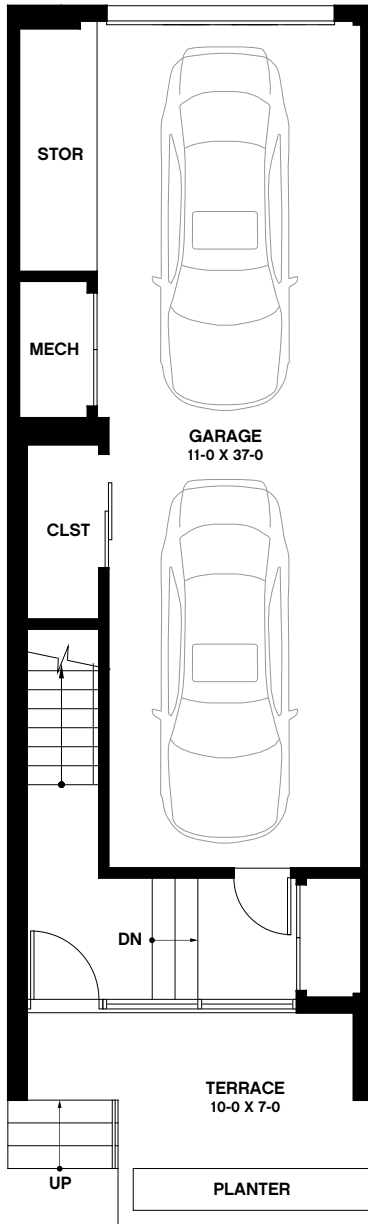 STOR
MECH
GARAGE
11-0 X 37-0
CLST
DN
TERRACE
10-0 X 7-0
UP
PLANTER